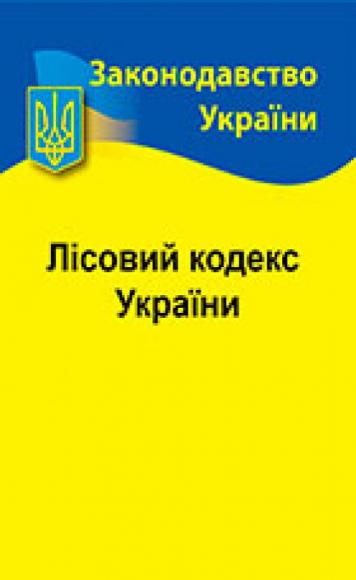 Законодавство
України
Лісовий кодекс
України